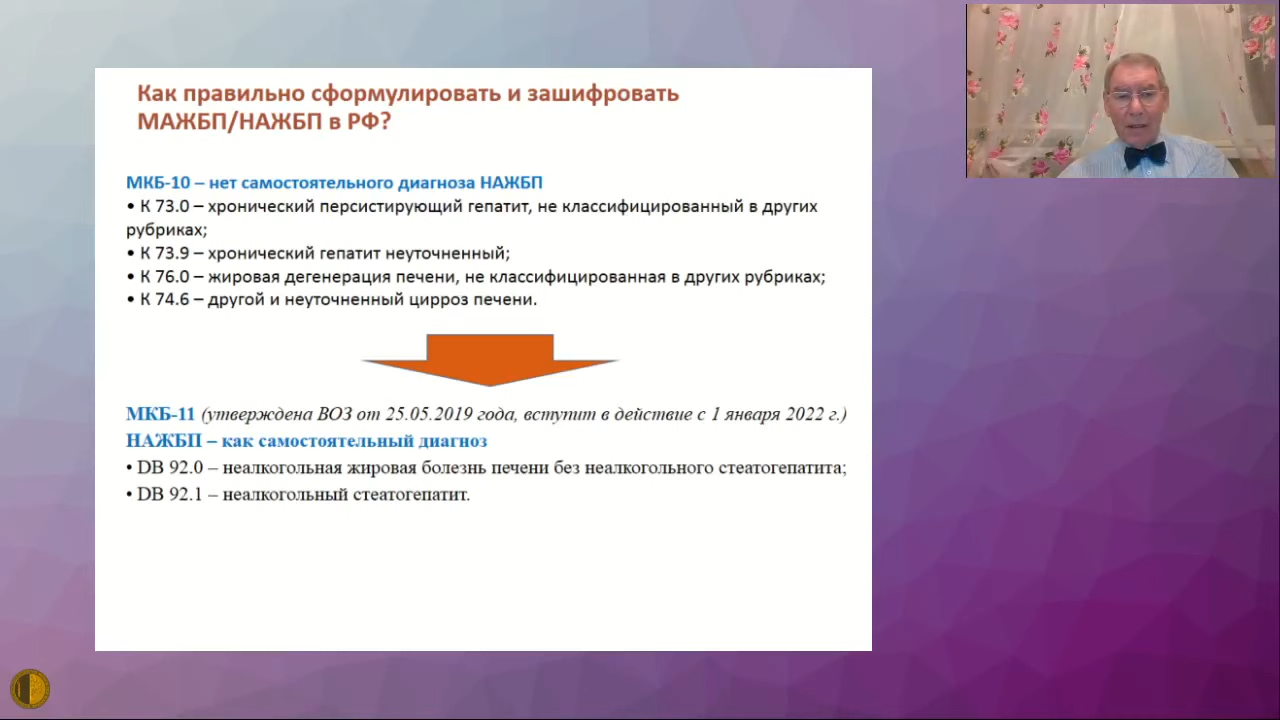 Как правильно сформулировать и зашифровать
МАЖБП/НАЖБП в РФ?
МКБ-10 – нет самостоятельного диагноза НАЖБП
• К 73.0 – хронический персистирующий гепатит, не классифицированный в других
рубриках;
• К 73.9 – хронический гепатит неуточненный;
• К 76.0 – жировая дегенерация печени, не классифицированная в других рубриках;
• К 74.6 – другой и неуточненный цирроз печени.
МКБ-11 (утверждена ВОЗ от 25.05.2019 года, вступит в действие с 1 января 2022 г.)
НАЖБП – как самостоятельный диагноз
• DB 92.0 – неалкогольная жировая болезнь печени без неалкогольного стеатогепатита;
• DB 92.1 – неалкогольный стеатогепатит.